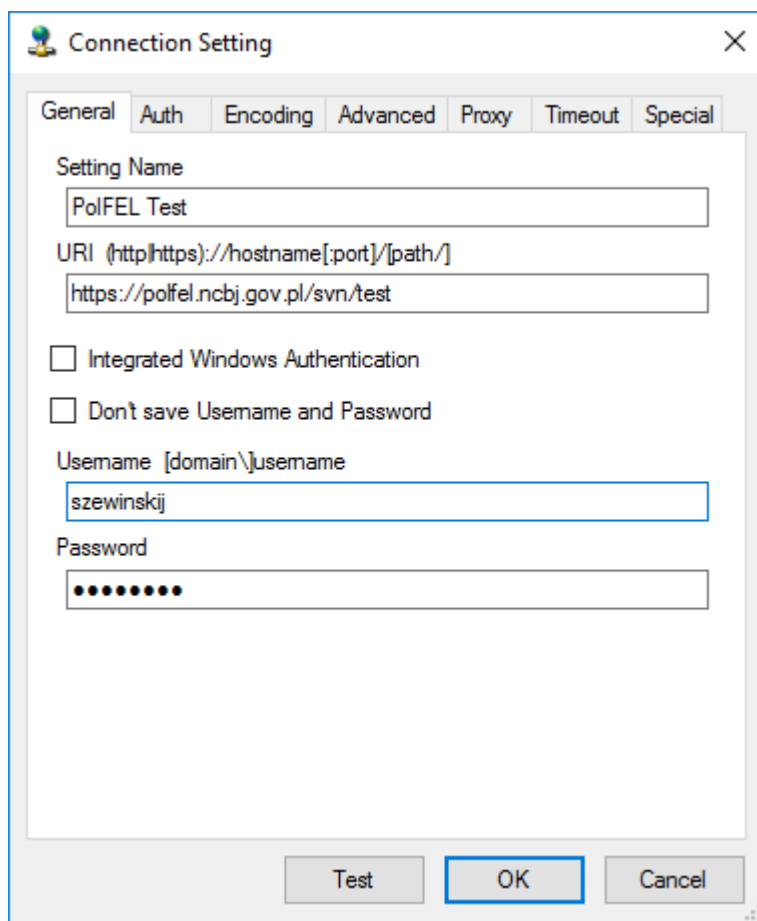 Connection Setting
General Auth Encoding Advanced Proxy Timeout Special
Setting Name
PolFEL Test
URI (http|https)://hostname[:port]/[path/]
https://polfel.ncbj.gov.pl/svn/test
Integrated Windows Authentication
Don't save Username and Password
Username [domain\]username
szewinskij
Password
●●●●●●●●
Test OK Cancel